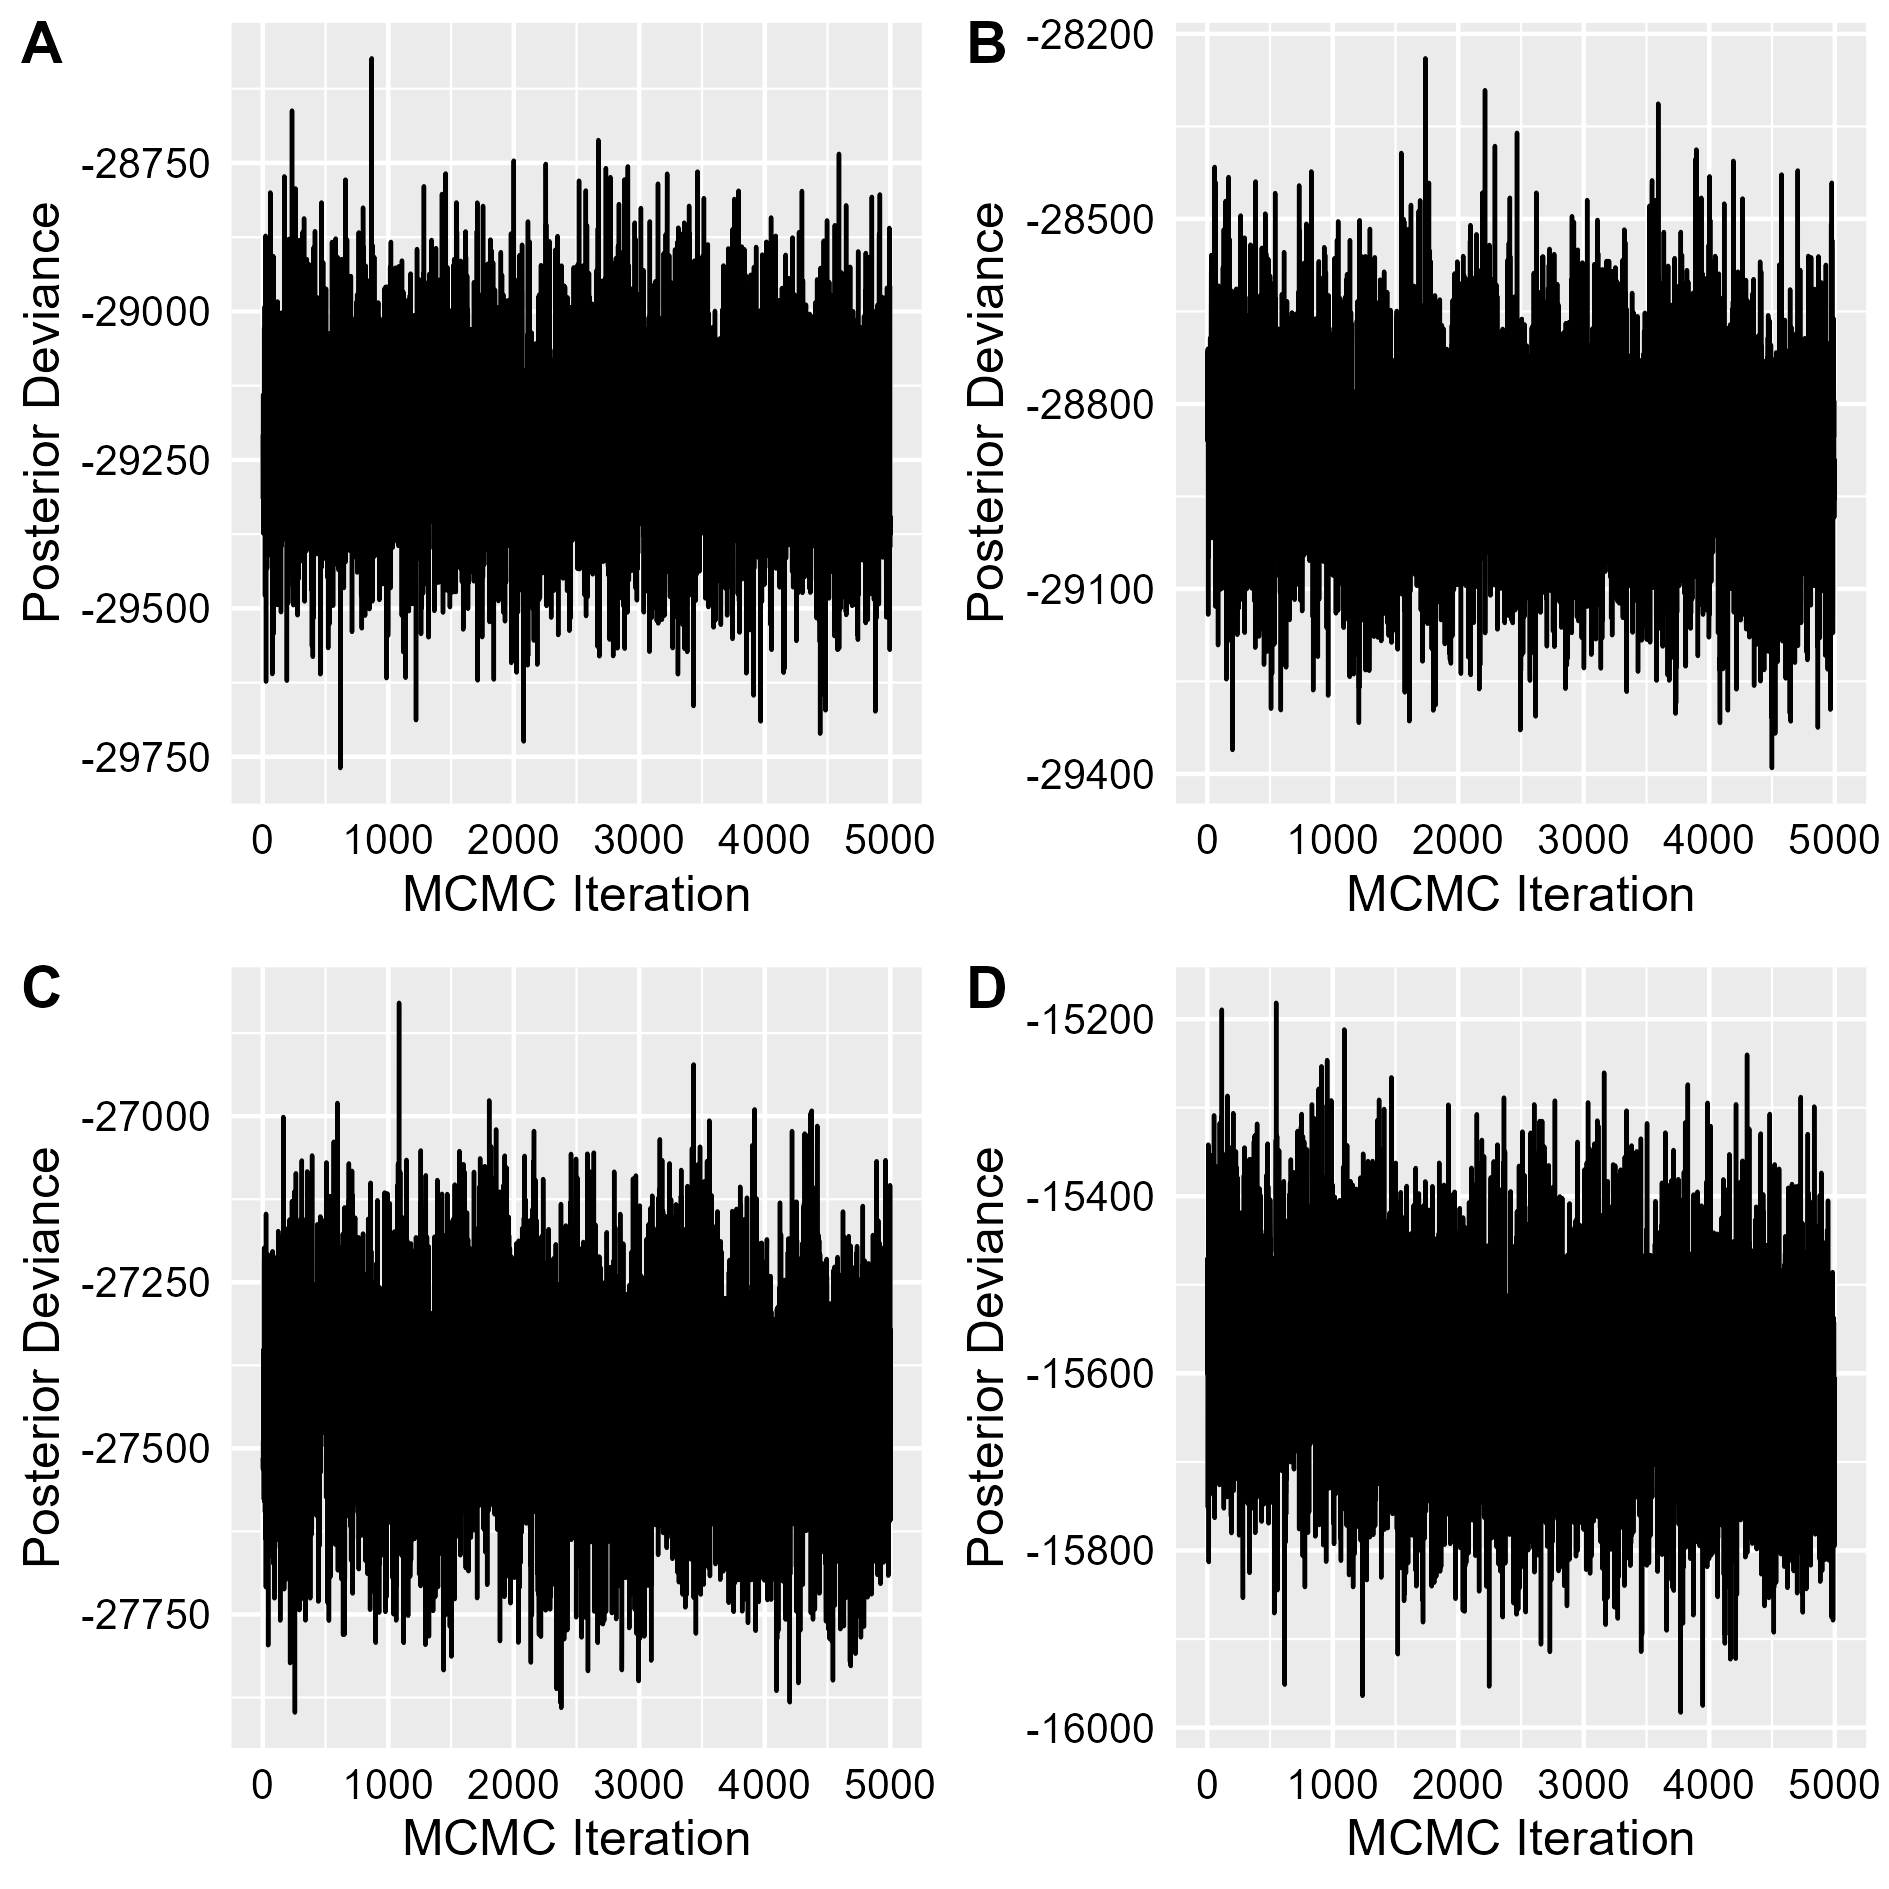 A
Posterior Deviance
-28750
-29000
-29250
-29500
-29750
0 1000 2000 3000 4000 5000
MCMC Iteration
B
Posterior Deviance
-28200
-28500
-28800
-29100
-29400
0 1000 2000 3000 4000 5000
MCMC Iteration
C
Posterior Deviance
-27000
-27250
-27500
-27750
0 1000 2000 3000 4000 5000
MCMC Iteration
D
Posterior Deviance
-15200
-15400
-15600
-15800
-16000
0 1000 2000 3000 4000 5000
MCMC Iteration